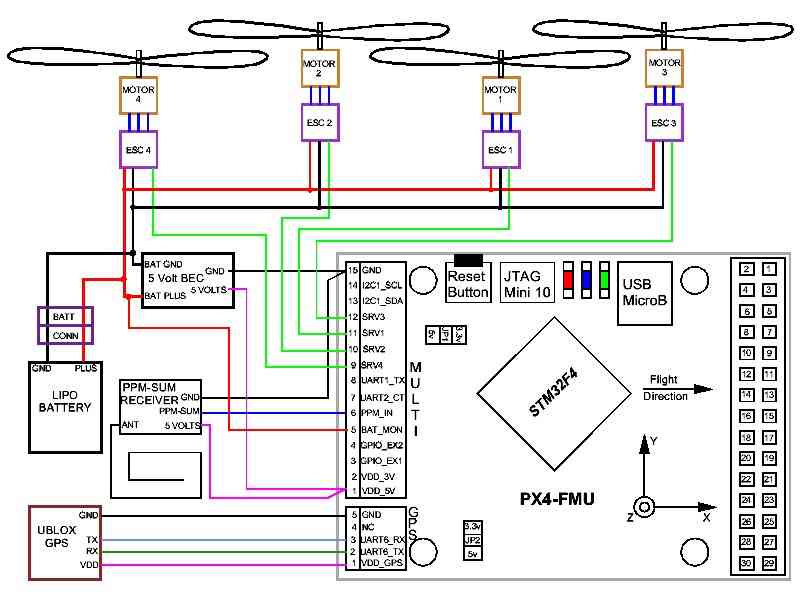 MOTOR
4
MOTOR
2
MOTOR
1
MOTOR
3
ESC 4
ESC 2
ESC 1
ESC 3
BAT GND
5 Volt BEC
GND
5 VOLTS
BAT PLUS
BATT
CONN
GND
PLUS
LIPO
BATTERY
PPM-SUM
RECEIVER
GND
PPM-SUM
ANT
5 VOLTS
UBLOX
GPS
GND
TX
RX
VDD
15 GND
14 I2C1_SCL
13 I2C1_SDA
12 SRV3
11 SRV1
10 SRV2
9 SRV4
8 UART1_TX
7 UART2_CT
6 PPM_IN
5 BAT_MON
4 GPIO_EX2
3 GPIO_EX1
2 VDD_3V
1 VDD_5V
MULTI
5 GND
4 NC
3 UART6_RX
2 UART6_TX
1 VDD_GPS
GPS
Reset
Button
JTAG
Mini 10
USB
MicroB
5v
JP1
3.3v
STM32F4
Flight
Direction
PX4-FMU
Y
Z
X
3.3v
JP2
5v
2 1
4 3
6 5
8 7
10 9
12 11
14 13
16 15
18 17
20 19
22 21
24 23
26 25
28 27
30 29